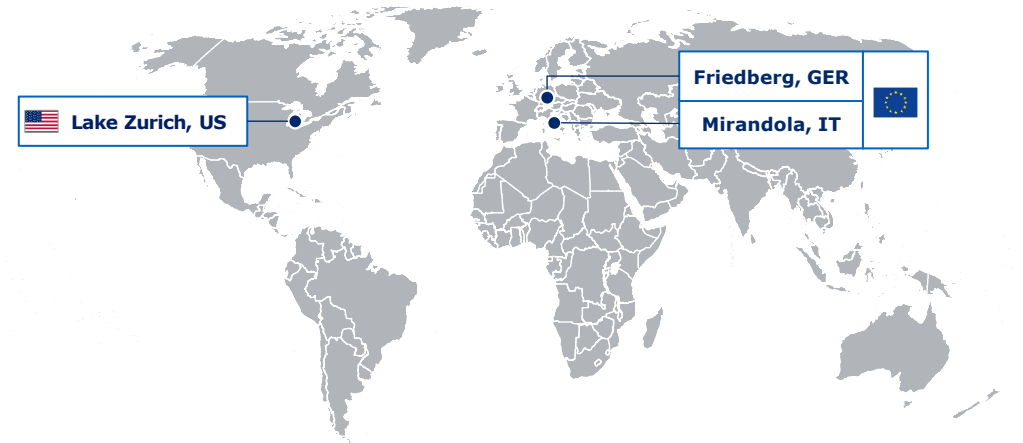 Friedberg, GER
Lake Zurich, US
Mirandola, IT